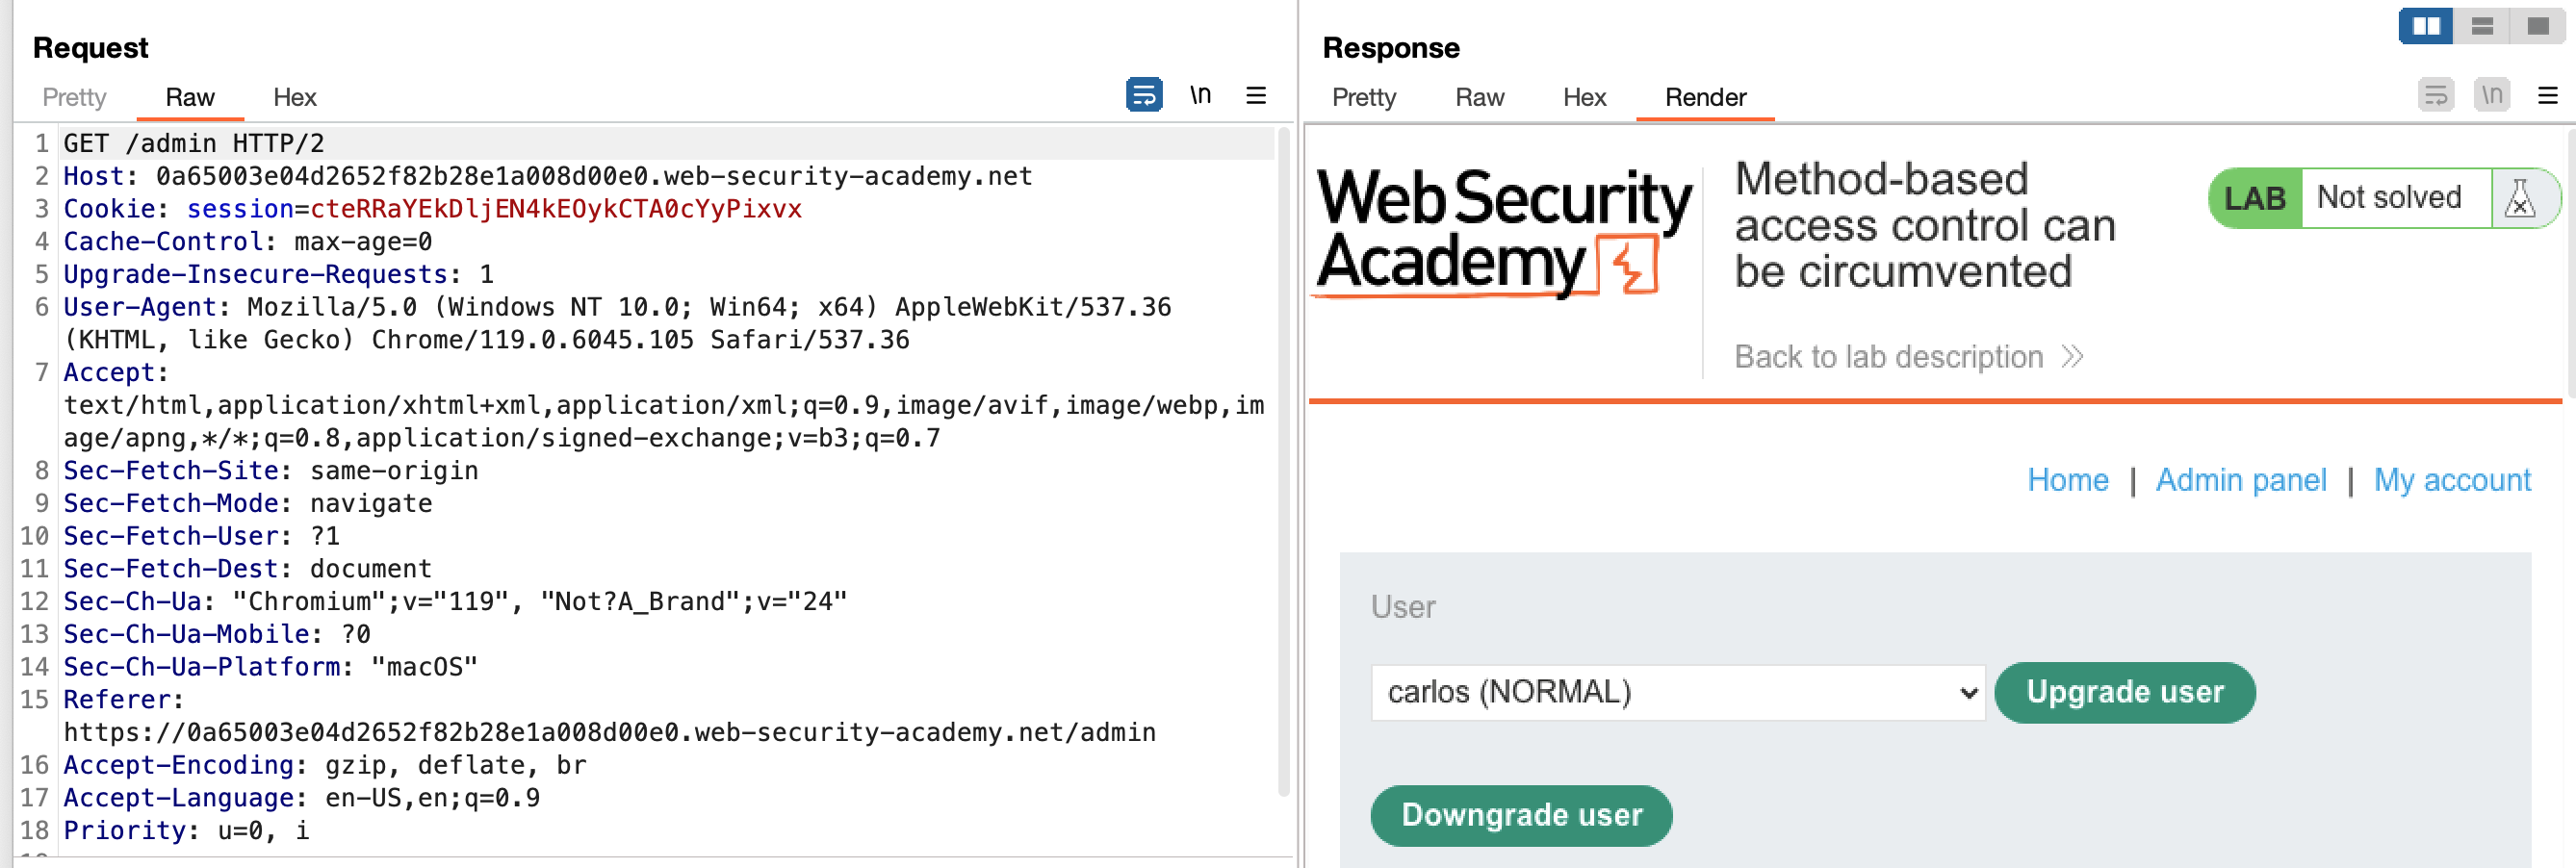 Request
Pretty Raw Hex \n
1 GET /admin HTTP/2
2 Host: 0a65003e04d2652f82b28e1a008d00e0.web-security-academy.net
3 Cookie: session=cteRRaYEkDljEN4kEOykCTA0cYyPixvx
4 Cache-Control: max-age=0
5 Upgrade-Insecure-Requests: 1
6 User-Agent: Mozilla/5.0 (Windows NT 10.0; Win64; x64) AppleWebKit/537.36
(KHTML, like Gecko) Chrome/119.0.6045.105 Safari/537.36
7 Accept:
text/html,application/xhtml+xml,application/xml;q=0.9,image/avif,image/webp,im
age/apng,*/*;q=0.8,application/signed-exchange;v=b3;q=0.7
8 Sec-Fetch-Site: same-origin
9 Sec-Fetch-Mode: navigate
10 Sec-Fetch-User: ?1
11 Sec-Fetch-Dest: document
12 Sec-Ch-Ua: "Chromium";v="119", "Not?A_Brand";v="24"
13 Sec-Ch-Ua-Mobile: ?0
14 Sec-Ch-Ua-Platform: "macOS"
15 Referer:
https://0a65003e04d2652f82b28e1a008d00e0.web-security-academy.net/admin
16 Accept-Encoding: gzip, deflate, br
17 Accept-Language: en-US,en;q=0.9
18 Priority: u=0, i
Response
Pretty Raw Hex Render \n
Web Security
Academy
Method-based
access control can
be circumvented
Back to lab description
LAB Not solved
Home | Admin panel | My account
User
carlos (NORMAL) Upgrade user
Downgrade user